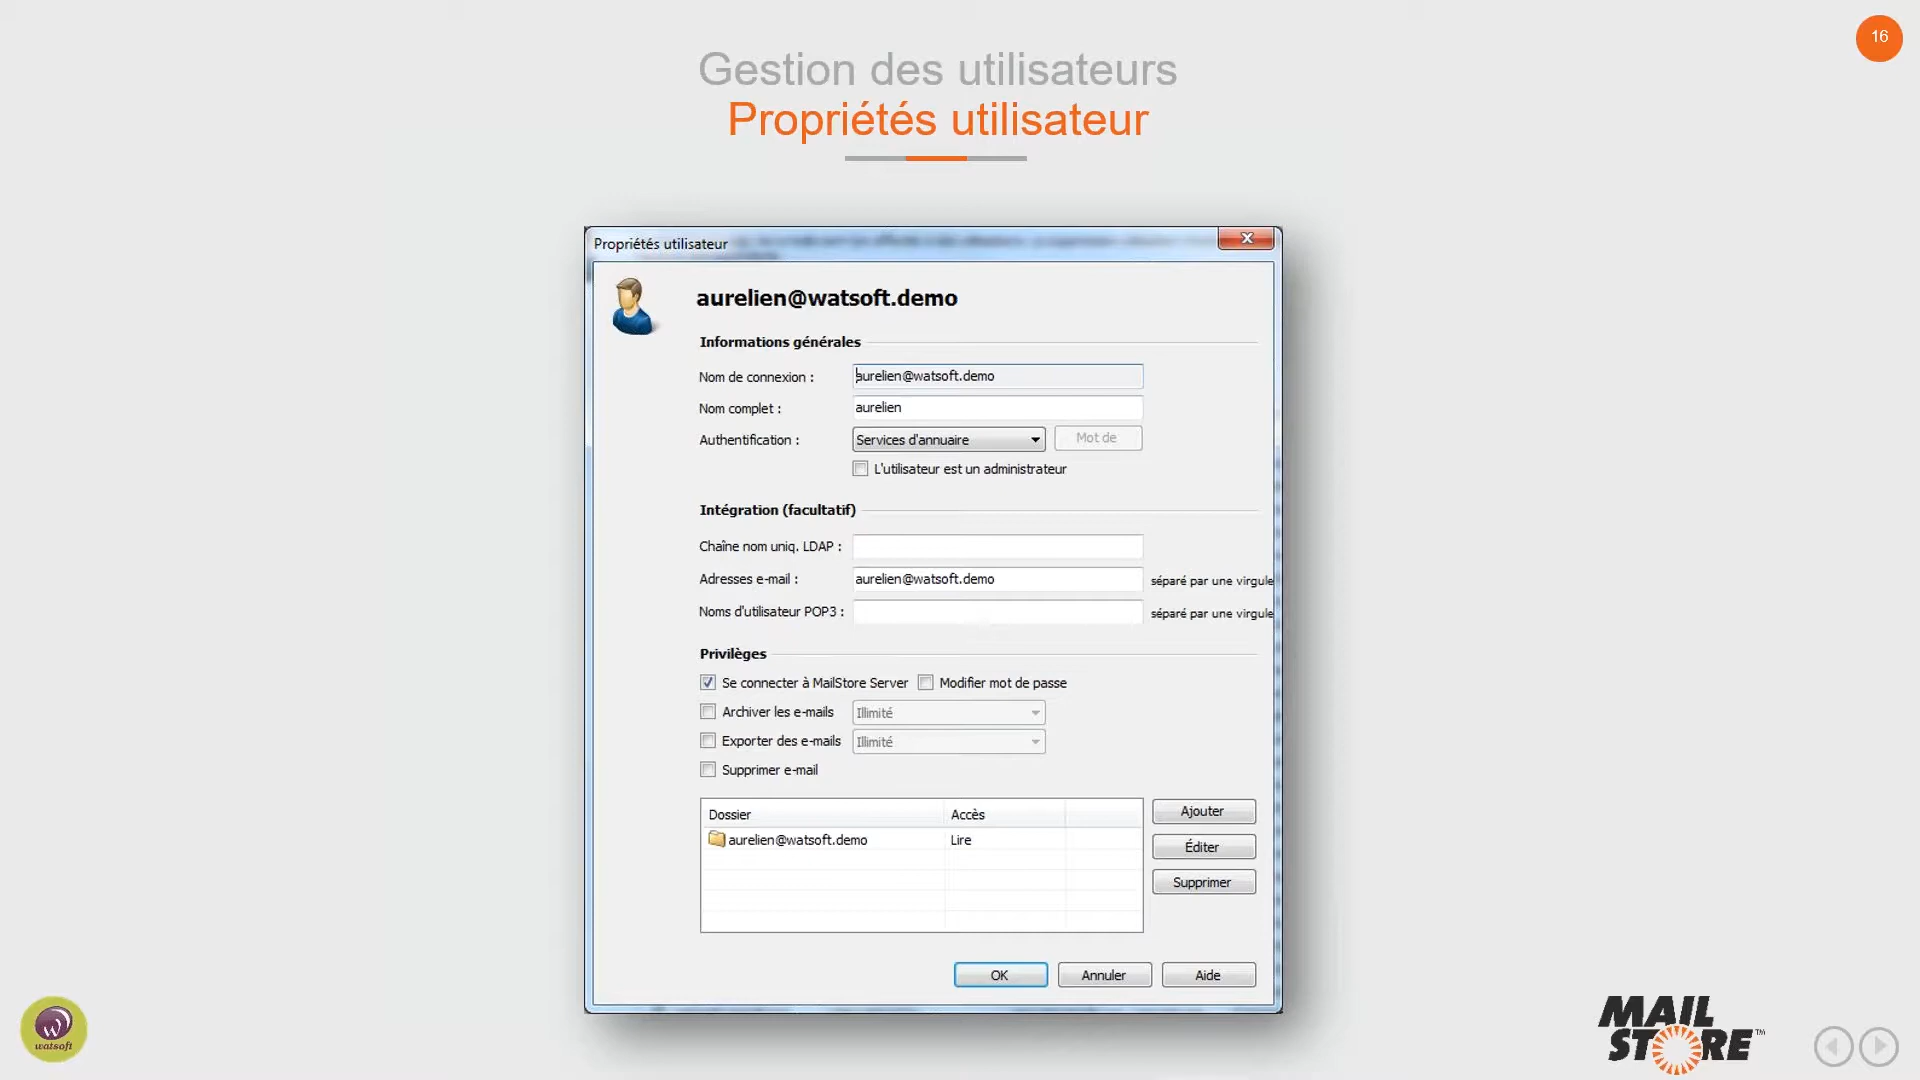 16
Gestion des utilisateurs
Propriétés utilisateur
Propriétés utilisateur
aurelien@watsoft.demo
Informations générales
Nom de connexion : aurelien@watsoft.demo
Nom complet : aurelien
Authentification : Services d'annuaire Mot de
L'utilisateur est un administrateur
Intégration (facultatif)
Chaîne nom uniq. LDAP :
Adresses e-mail : aurelien@watsoft.demo séparé par une virgule
Noms d'utilisateur POP3 : séparé par une virgule
Privilèges
Se connecter à MailStore Server Modifier mot de passe
Archiver les e-mails Illimité
Exporter des e-mails Illimité
Supprimer e-mail
Dossier Accès Ajouter
aurelien@watsoft.demo Lire Éditer
Supprimer
OK Annuler Aide
watsoft
MAIL
STORE™